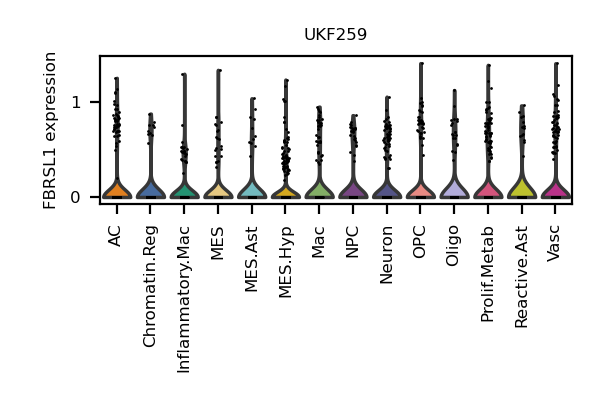 UKF259
FBRSL1 expression
1
0
AC
Chromatin.Reg
Inflammatory.Mac
MES
MES.Ast
MES.Hyp
Mac
NPC
Neuron
OPC
Oligo
Prolif.Metab
Reactive.Ast
Vasc